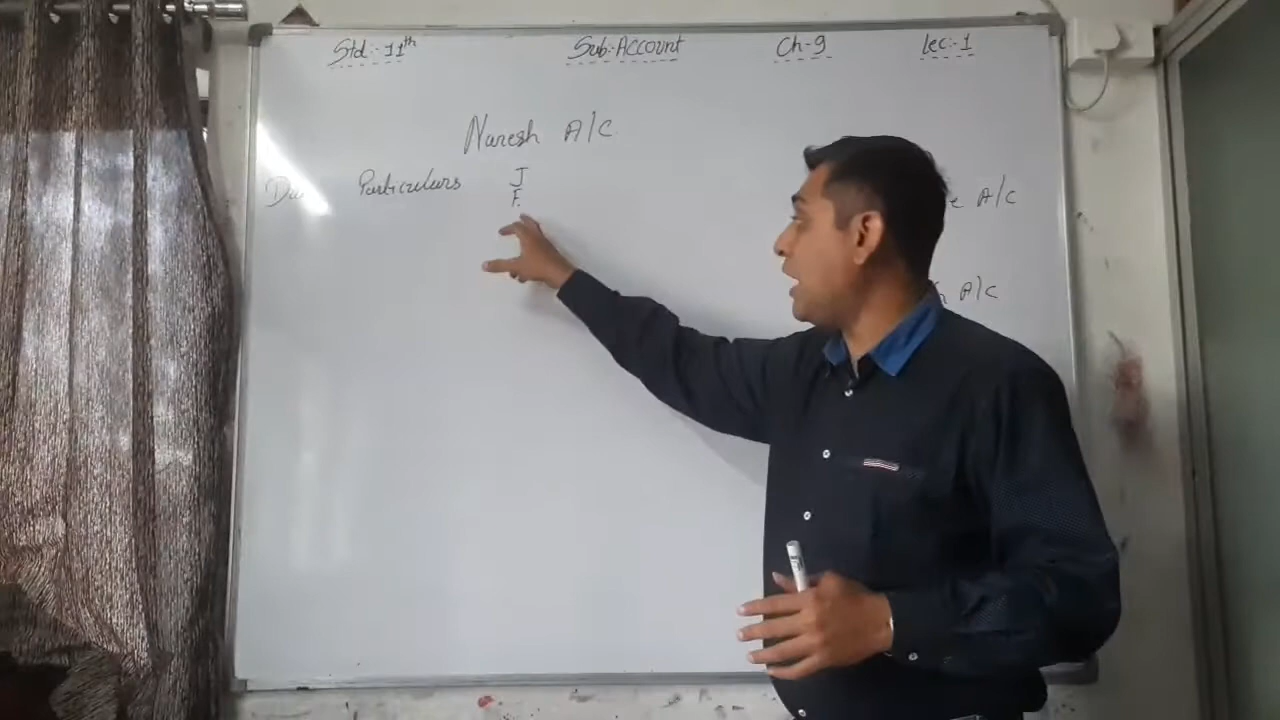 Std:- 11th Sub:- Account Ch-9 Lec:-1
Naresh A/C
Particulars J
F.
A/c
A/c